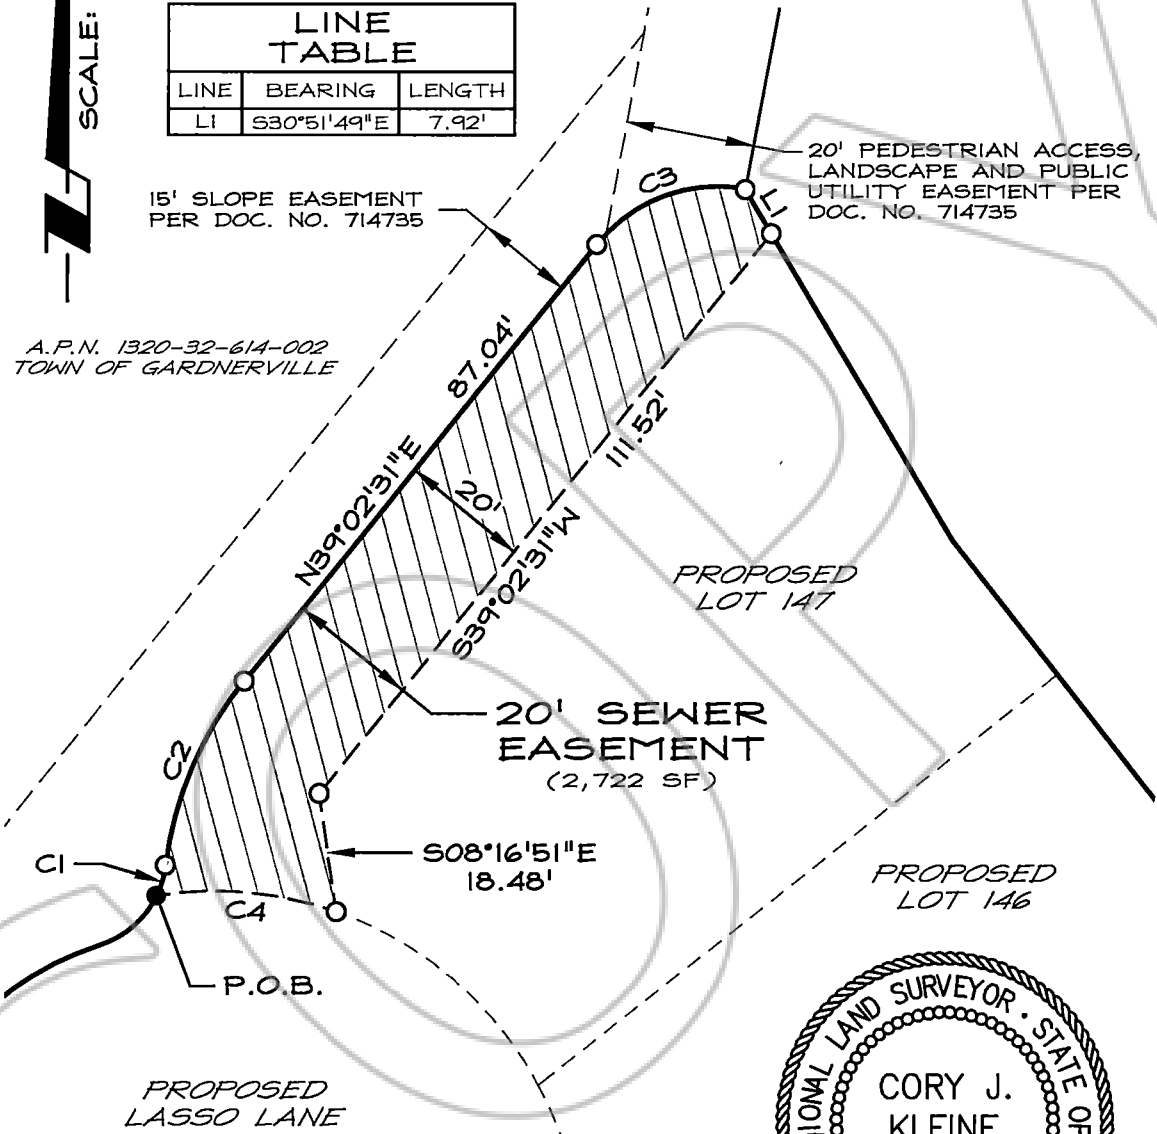 SCALE:
LINE
TABLE
LINE BEARING LENGTH
L1 S30°51'49"E 7.92'
15' SLOPE EASEMENT
PER DOC. NO. 714735
20' PEDESTRIAN ACCESS,
LANDSCAPE AND PUBLIC
UTILITY EASEMENT PER
DOC. NO. 714735
C3
L1
A.P.N. 1320-32-614-002
TOWN OF GARDNERVILLE
87.04'
N39°02'31"E
20'
111.52'
S39°02'31"W
PROPOSED
LOT 147
20' SEWER
EASEMENT
(2,722 SF)
C2
C1
S08°16'51"E
18.48'
C4
P.O.B.
PROPOSED
LOT 146
PROPOSED
LASSO LANE
IONAL LAND SURVEYOR · STATE OF
CORY J.
KLEINE